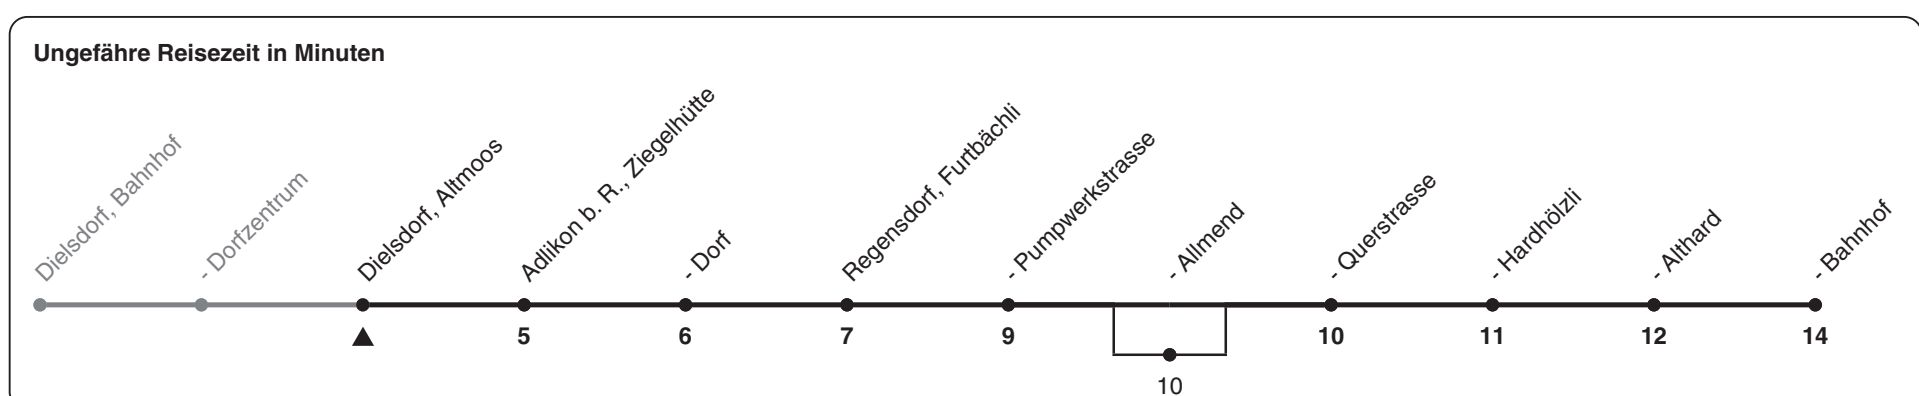 Ungefähre Reisezeit in Minuten
Dielsdorf, Bahnhof
- Dorfzentrum
Dielsdorf, Altmoos
Adlikon b. R., Ziegelhütte
- Dorf
Regensdorf, Furtbächli
- Pumpwerkstrasse
- Allmend
- Querstrasse
- Hardhölzli
- Althard
- Bahnhof
5 6 7 9 10 11 12 14
10